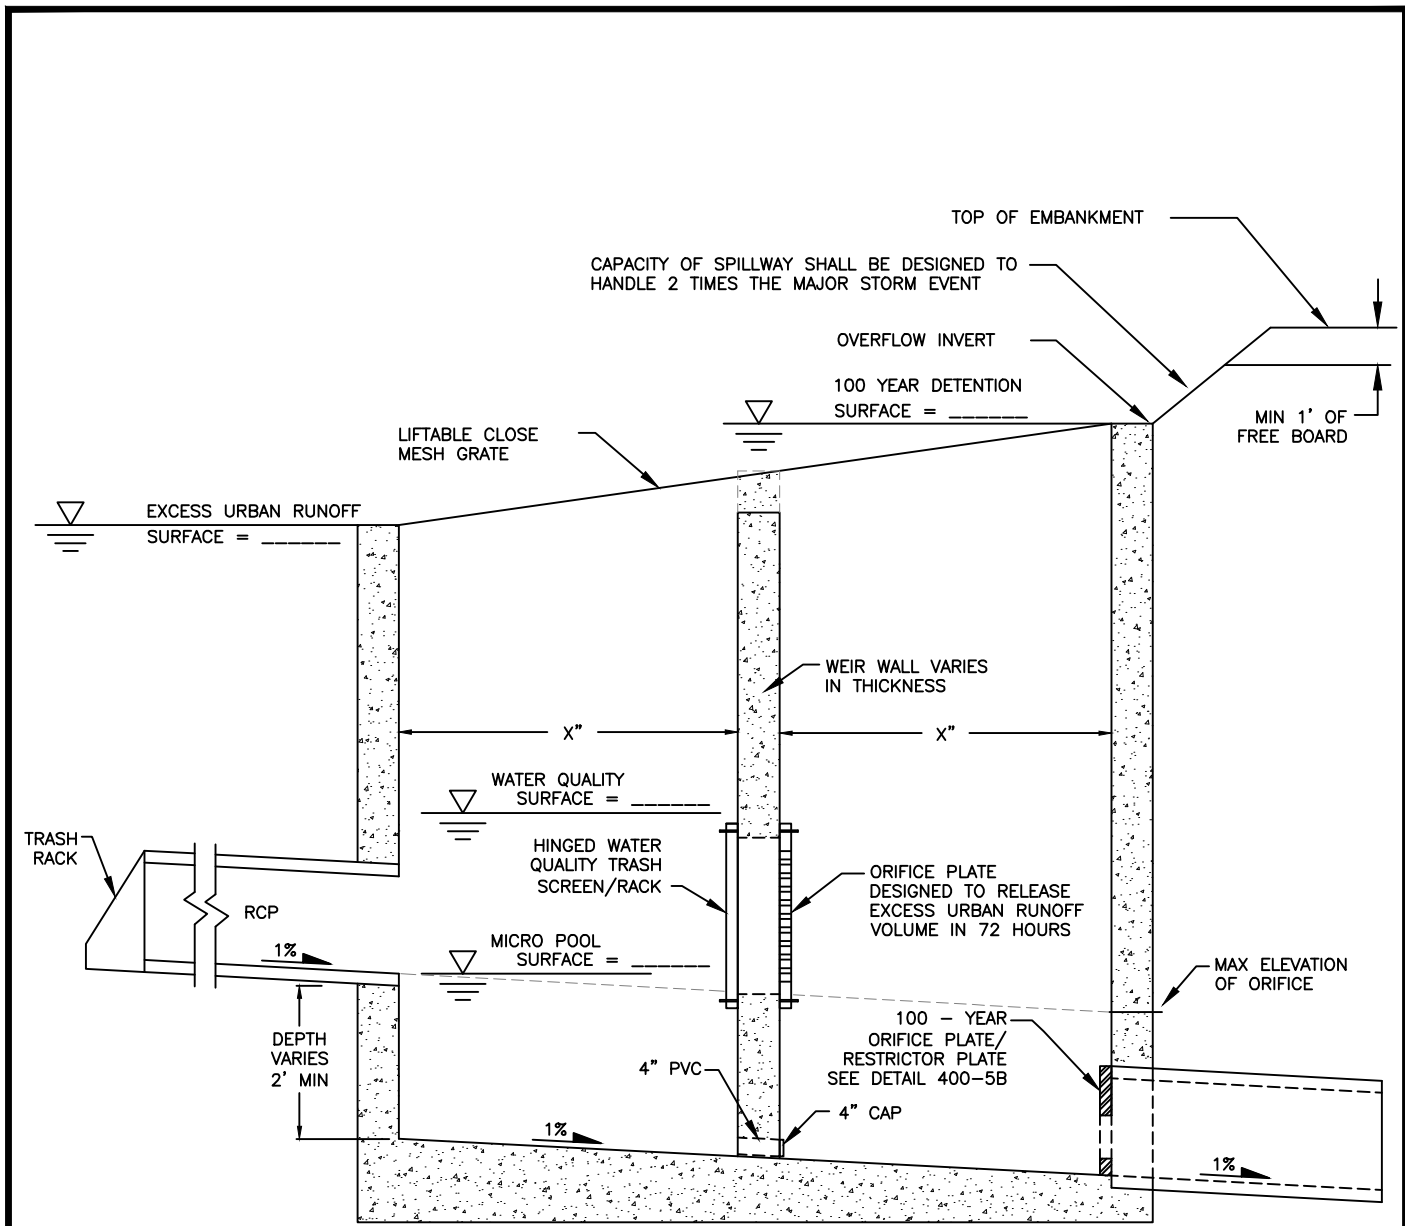 TOP OF EMBANKMENT
CAPACITY OF SPILLWAY SHALL BE DESIGNED TO
HANDLE 2 TIMES THE MAJOR STORM EVENT
OVERFLOW INVERT
100 YEAR DETENTION
SURFACE = ______
MIN 1' OF
FREE BOARD
LIFTABLE CLOSE
MESH GRATE
EXCESS URBAN RUNOFF
SURFACE = ______
WEIR WALL VARIES
IN THICKNESS
X"
X"
WATER QUALITY
SURFACE = ______
TRASH
RACK
HINGED WATER
QUALITY TRASH
SCREEN/RACK
ORIFICE PLATE
DESIGNED TO RELEASE
EXCESS URBAN RUNOFF
VOLUME IN 72 HOURS
RCP
1%
MICRO POOL
SURFACE = ______
MAX ELEVATION
OF ORIFICE
DEPTH
VARIES
2' MIN
100 - YEAR
ORIFICE PLATE/
RESTRICTOR PLATE
SEE DETAIL 400-5B
4" PVC
4" CAP
1%
1%